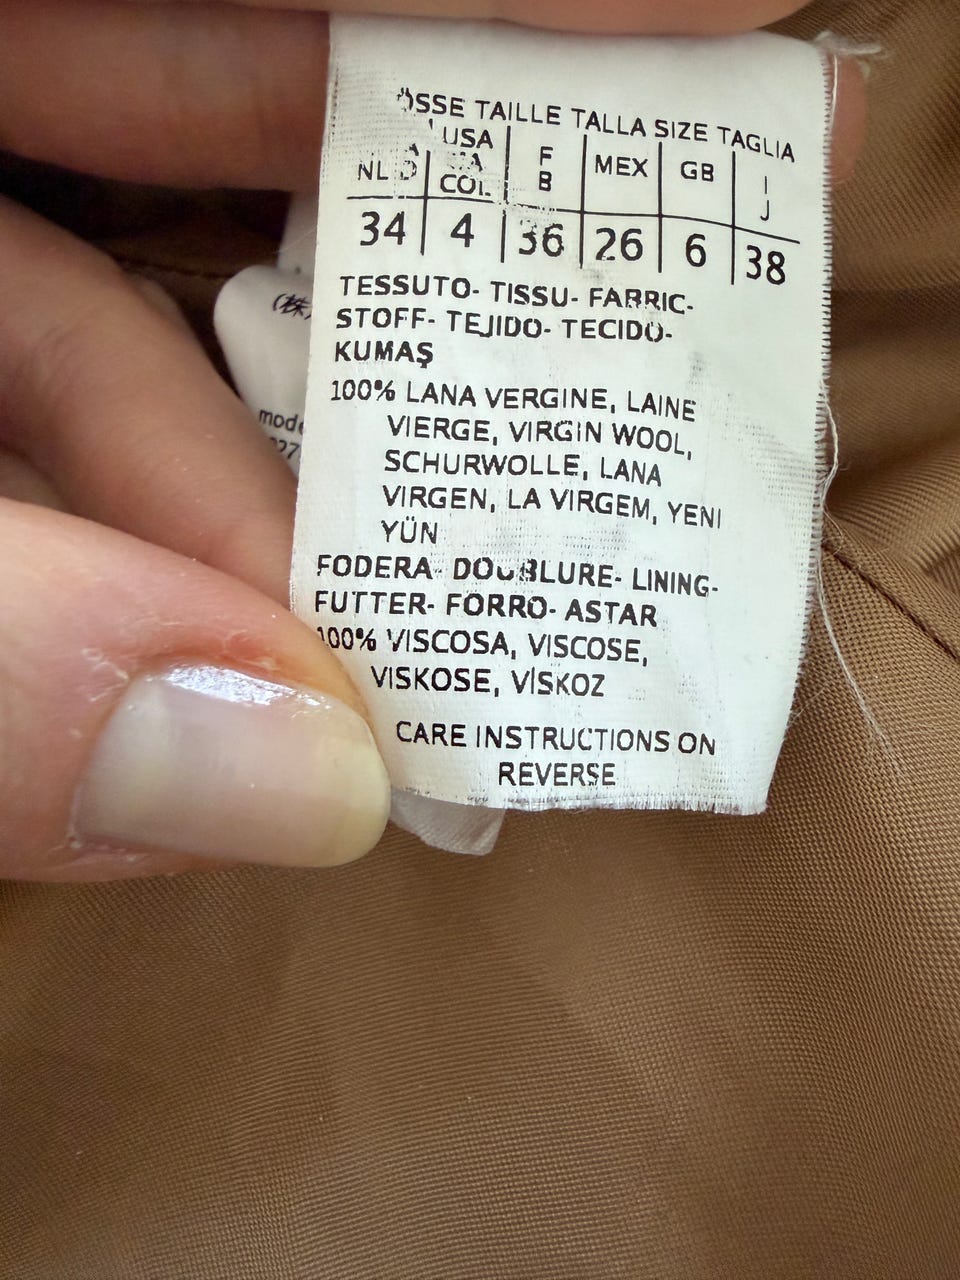 TAILLE TALLA SIZE TAGLIA
USA
NL D COL F B MEX GB I J
34 4 36 26 6 38
TESSUTO- TISSU- FABRIC-
STOFF- TEJIDO- TECIDO-
KUMAŞ
100% LANA VERGINE, LAINE
VIERGE, VIRGIN WOOL,
SCHURWOLLE, LANA
VIRGEN, LA VIRGEM, YENI
YÜN
FODERA- DOUBLURE- LINING-
FUTTER- FORRO- ASTAR
100% VISCOSA, VISCOSE,
VISKOSE, VİSKOZ
CARE INSTRUCTIONS ON
REVERSE
(株